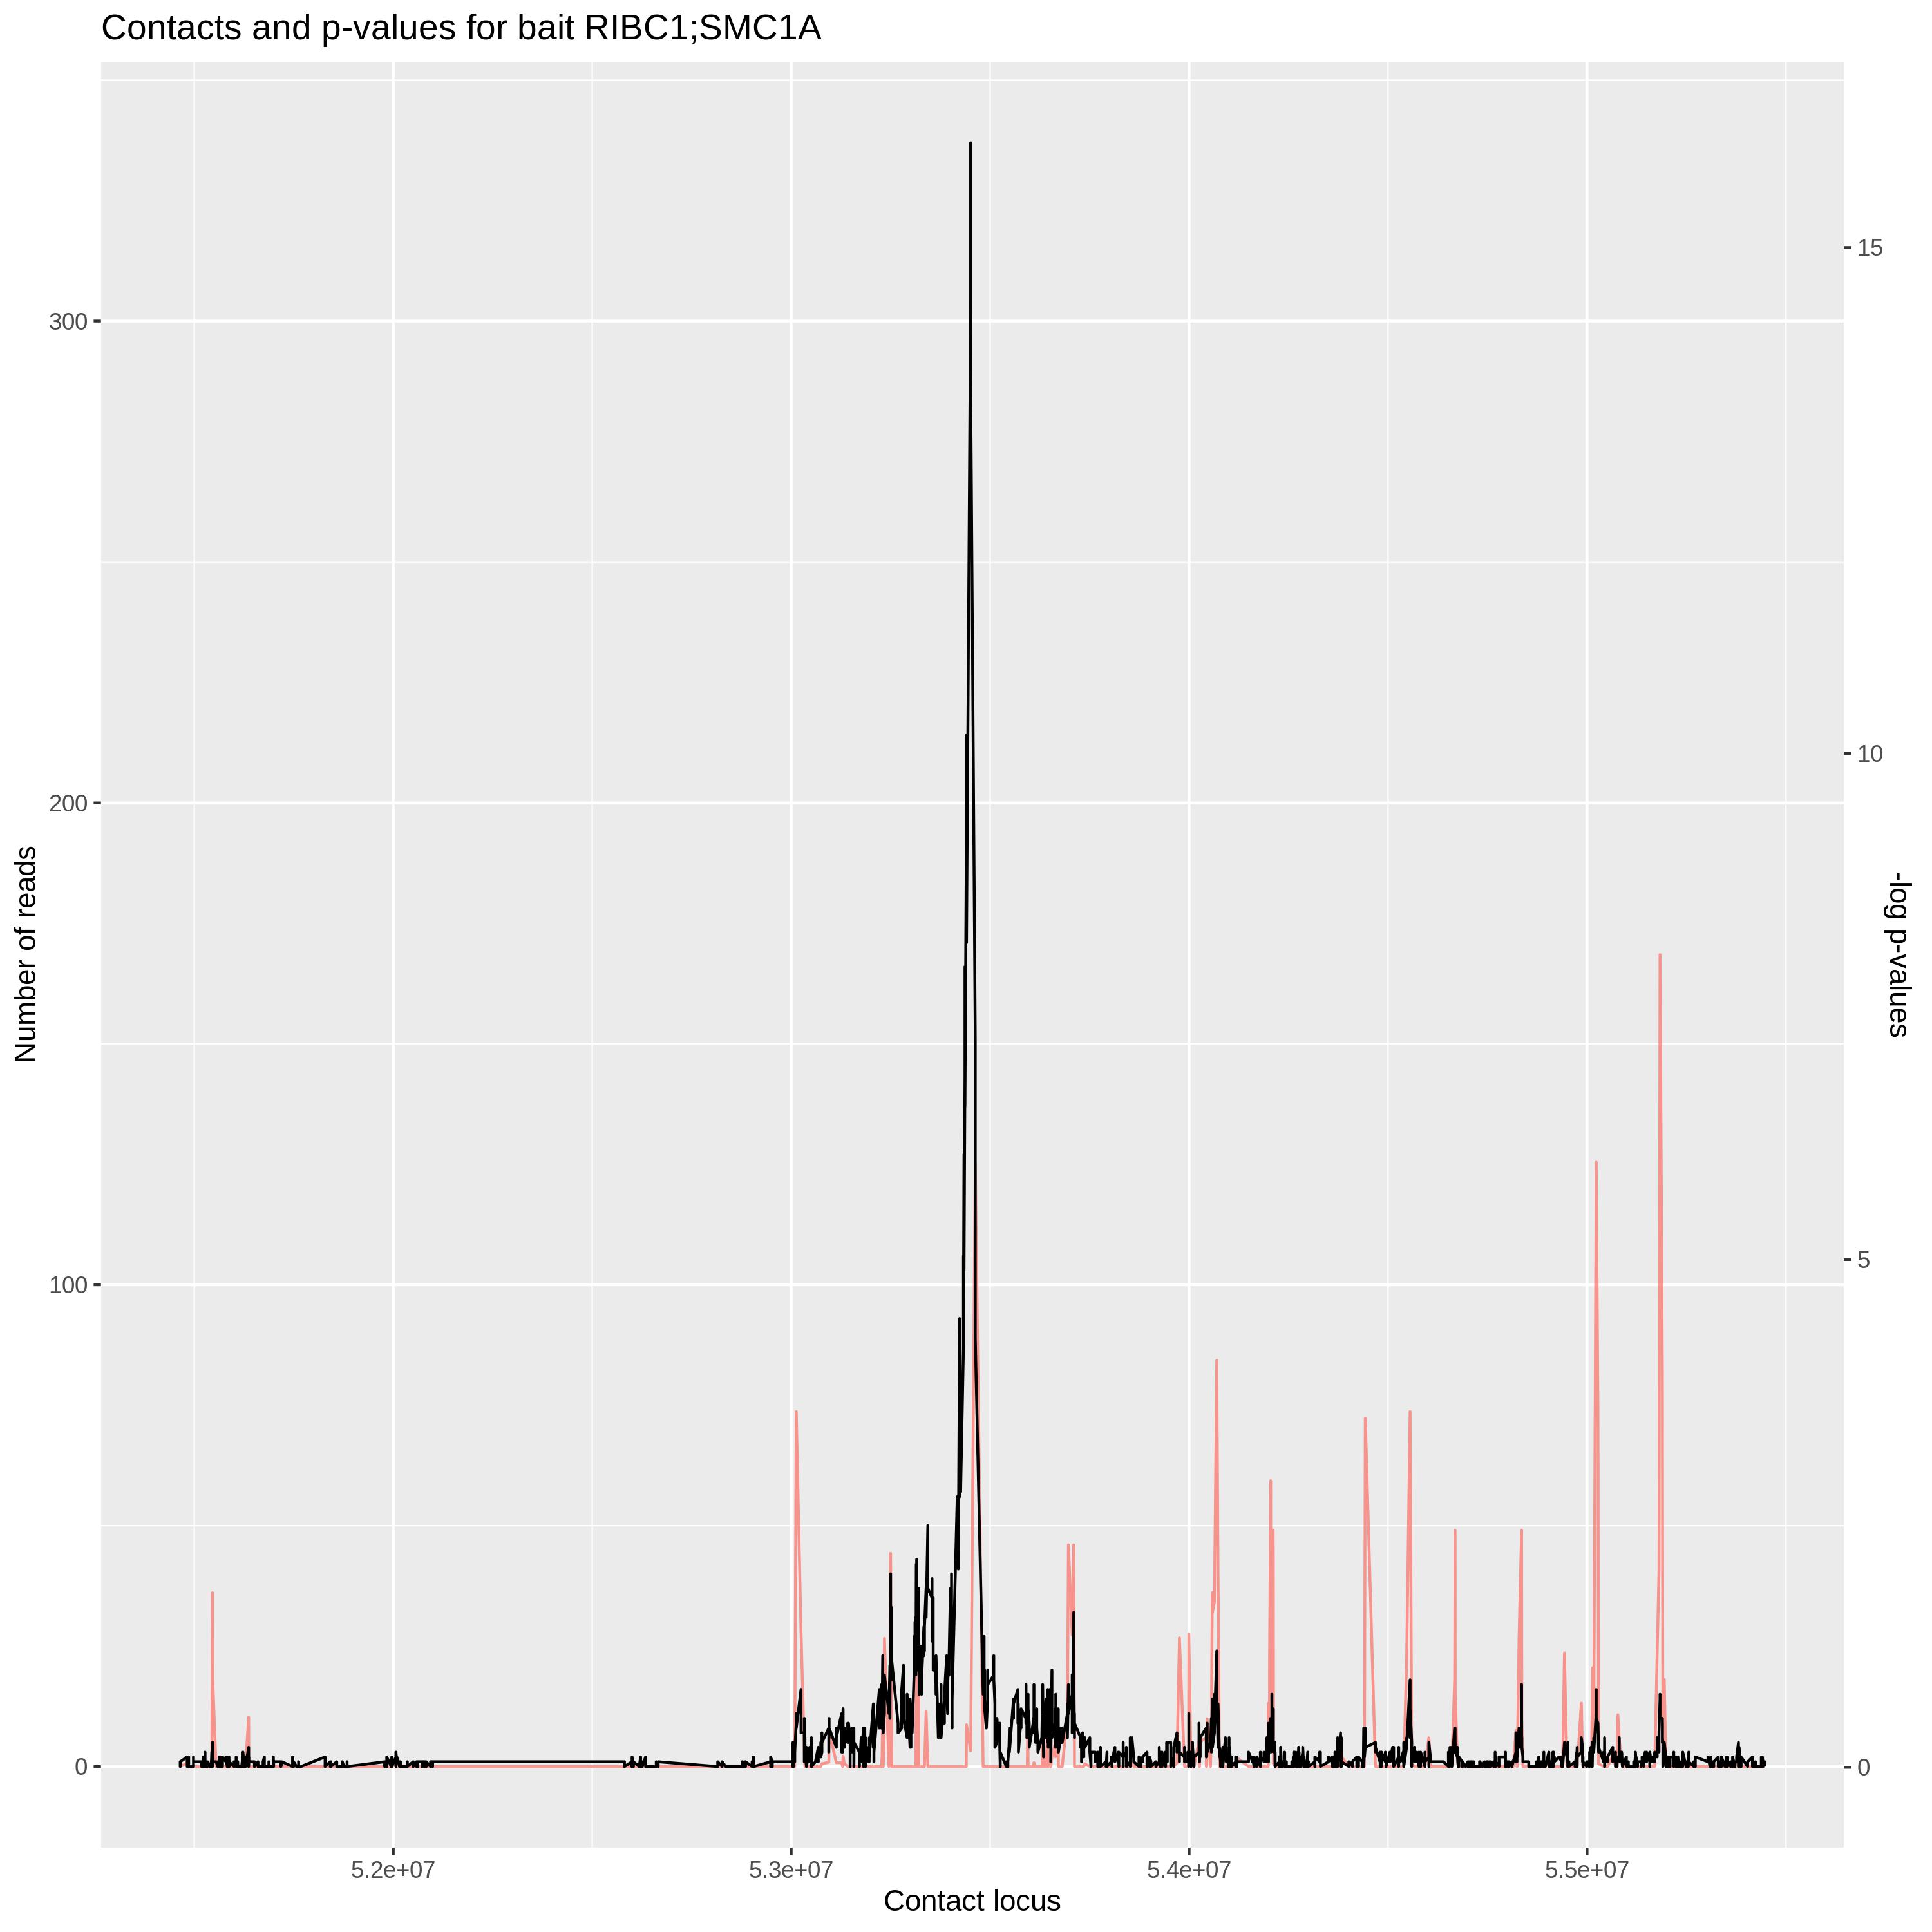 Contacts and p-values for bait RIBC1;SMC1A
Number of reads
300
200
100
0
15
10
5
0
-log p-values
5.2e+07 5.3e+07 5.4e+07 5.5e+07
Contact locus